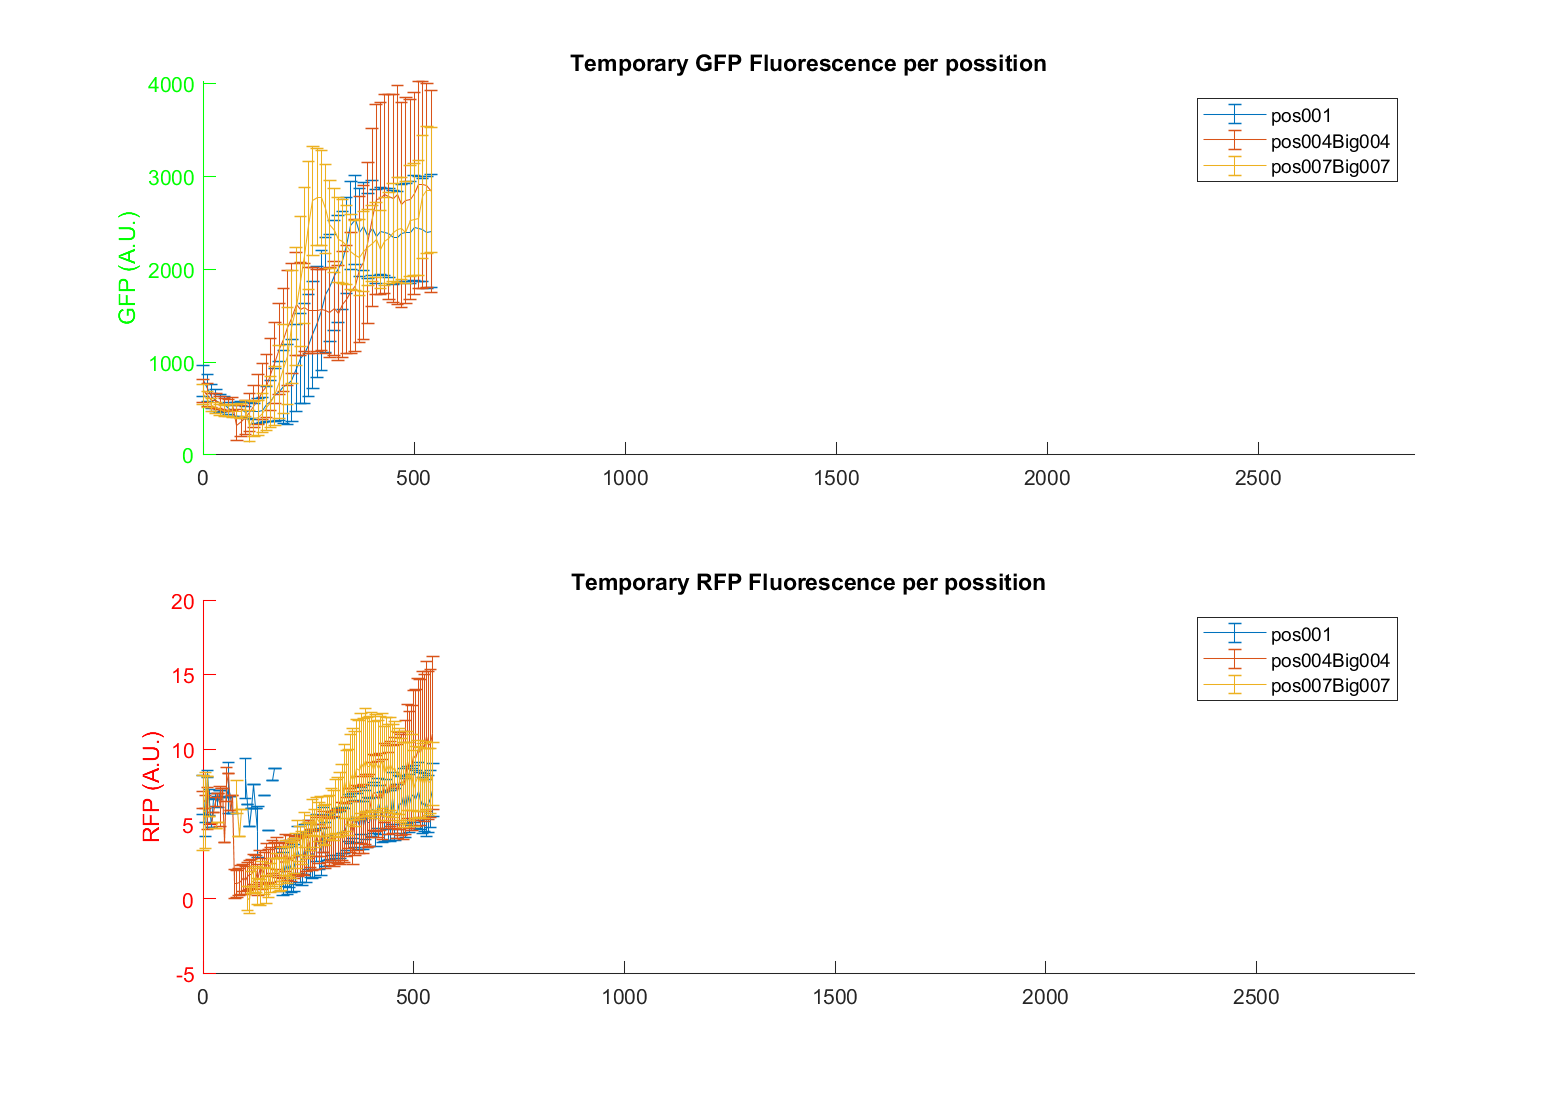 Temporary GFP Fluorescence per possition
GFP (A.U.)
4000
3000
2000
1000
0
0 500 1000 1500 2000 2500
pos001
pos004Big004
pos007Big007
Temporary RFP Fluorescence per possition
RFP (A.U.)
20
15
10
5
0
-5
0 500 1000 1500 2000 2500
pos001
pos004Big004
pos007Big007